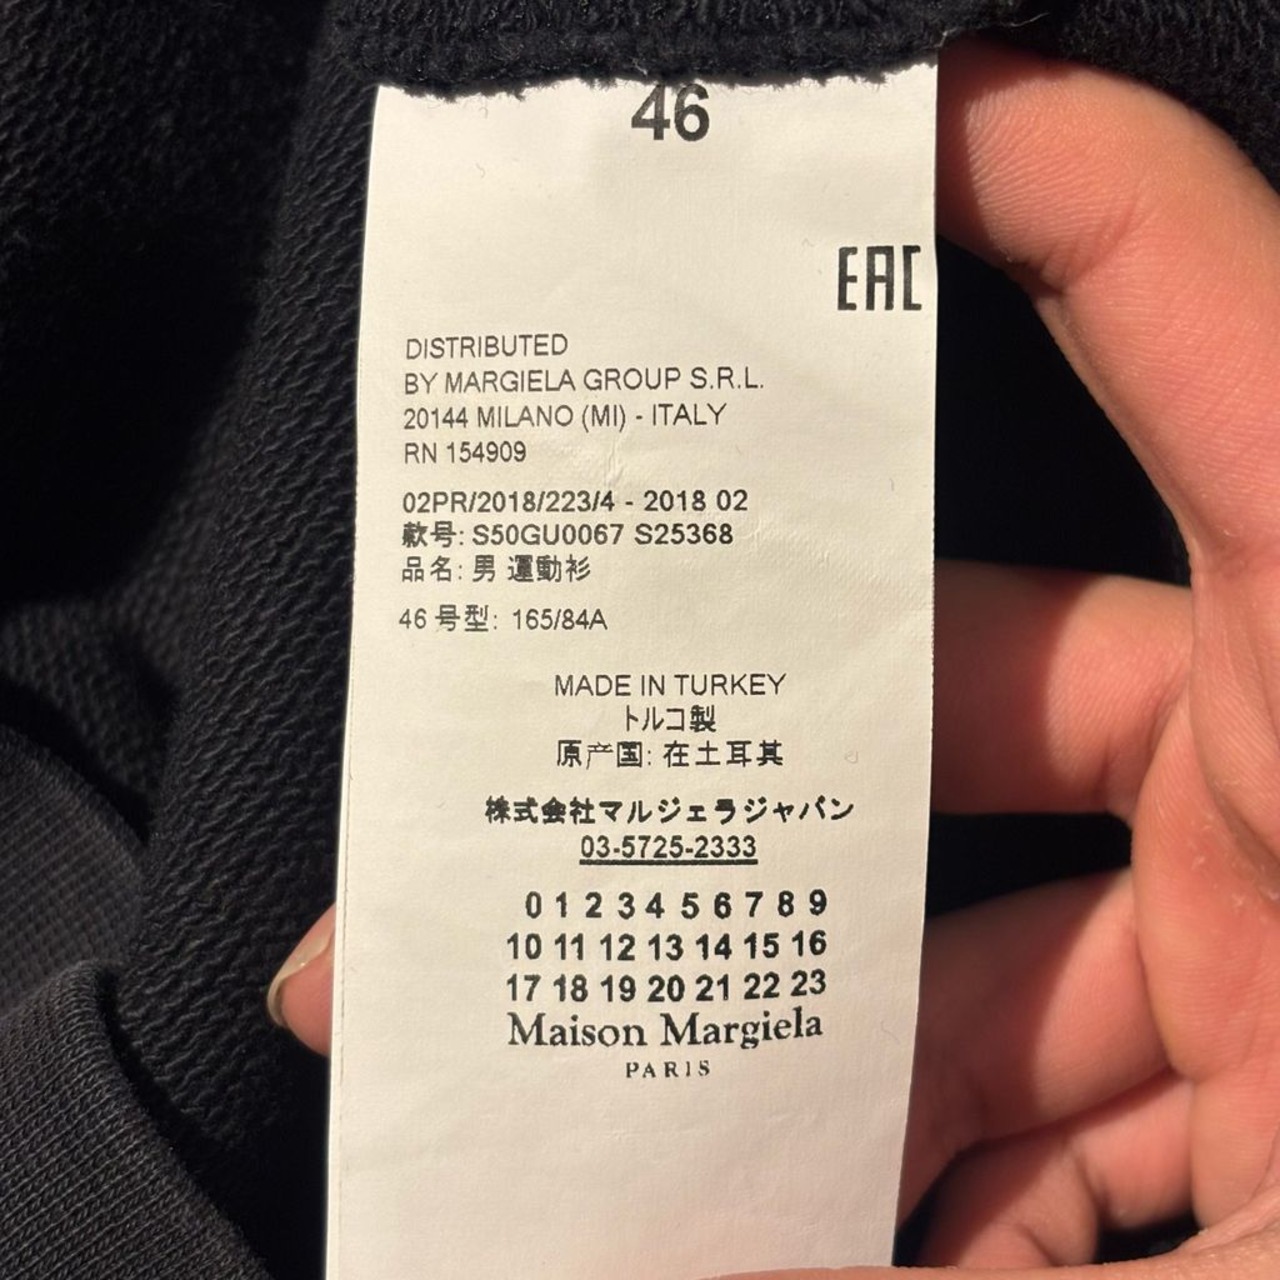 46
EAC
DISTRIBUTED
BY MARGIELA GROUP S.R.L.
20144 MILANO (MI) - ITALY
RN 154909
02PR/2018/223/4 - 2018 02
款号: S50GU0067 S25368
品名: 男 運動衫
46 号型: 165/84A
MADE IN TURKEY
トルコ製
原产国: 在土耳其
株式会社マルジェラジャパン
03-5725-2333
0 1 2 3 4 5 6 7 8 9
10 11 12 13 14 15 16
17 18 19 20 21 22 23
Maison Margiela
PARIS